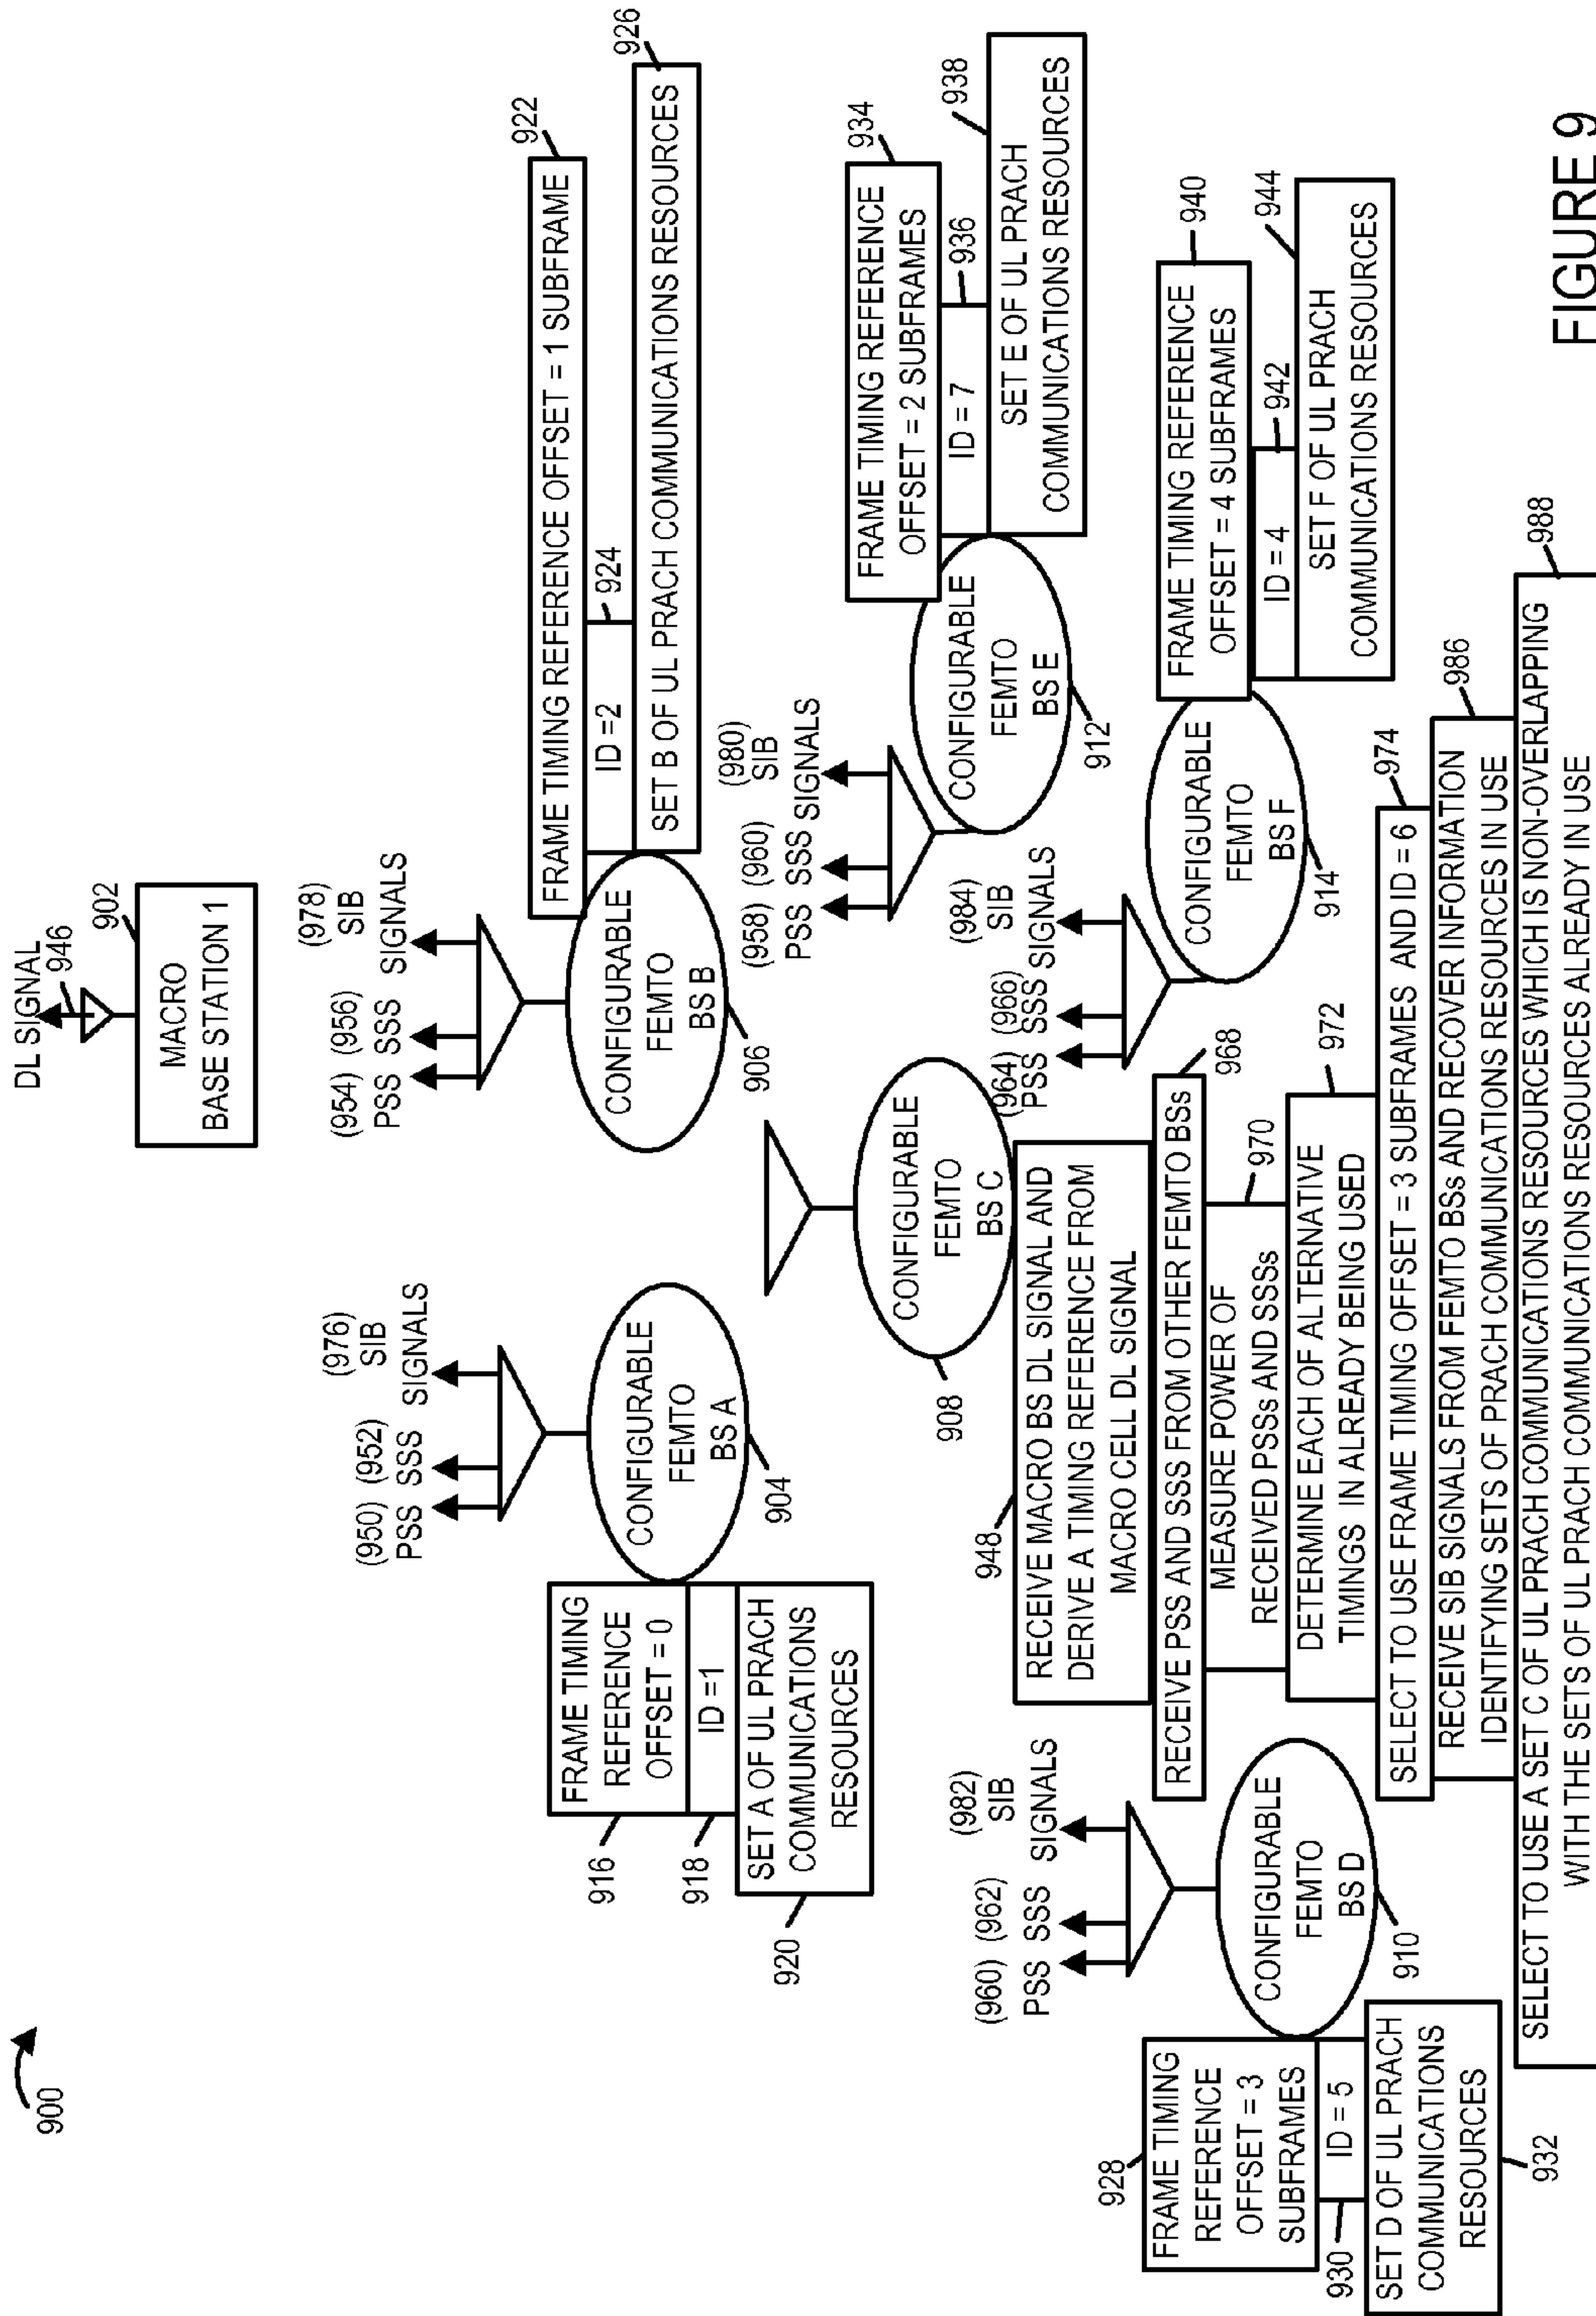 900
DL SIGNAL
946
902
MACRO
BASE STATION 1
(950) (952)
PSS SSS
(976)
SIB
SIGNALS
CONFIGURABLE
FEMTO
BS A
904
FRAME TIMING
REFERENCE
OFFSET = 0
916
ID =1
918
SET A OF UL PRACH
COMMUNICATIONS
RESOURCES
920
(954) (956)
PSS SSS
(978)
SIB
SIGNALS
CONFIGURABLE
FEMTO
BS B
906
FRAME TIMING REFERENCE OFFSET = 1 SUBFRAME
922
ID =2
924
SET B OF UL PRACH COMMUNICATIONS RESOURCES
926
CONFIGURABLE
FEMTO
BS C
908
(958) (960)
PSS SSS
(980)
SIB
SIGNALS
CONFIGURABLE
FEMTO
BS E
912
FRAME TIMING REFERENCE
OFFSET = 2 SUBFRAMES
934
ID = 7
936
SET E OF UL PRACH
COMMUNICATIONS RESOURCES
938
(960) (962)
PSS SSS
(982)
SIB
SIGNALS
CONFIGURABLE
FEMTO
BS D
910
FRAME TIMING
REFERENCE
OFFSET = 3
SUBFRAMES
928
ID = 5
930
SET D OF UL PRACH
COMMUNICATIONS
RESOURCES
932
(964) (966)
PSS SSS
(984)
SIB
SIGNALS
CONFIGURABLE
FEMTO
BS F
914
FRAME TIMING REFERENCE
OFFSET = 4 SUBFRAMES
940
ID = 4
942
SET F OF UL PRACH
COMMUNICATIONS RESOURCES
944
948
RECEIVE MACRO BS DL SIGNAL AND
DERIVE A TIMING REFERENCE FROM
MACRO CELL DL SIGNAL
RECEIVE PSS AND SSS FROM OTHER FEMTO BSs
968
MEASURE POWER OF
RECEIVED PSSs AND SSSs
970
DETERMINE EACH OF ALTERNATIVE
TIMINGS IN ALREADY BEING USED
972
SELECT TO USE FRAME TIMING OFFSET = 3 SUBFRAMES AND ID = 6
974
RECEIVE SIB SIGNALS FROM FEMTO BSs AND RECOVER INFORMATION
IDENTIFYING SETS OF PRACH COMMUNICATIONS RESOURCES IN USE
986
SELECT TO USE A SET C OF UL PRACH COMMUNICATIONS RESOURCES WHICH IS NON-OVERLAPPING
WITH THE SETS OF UL PRACH COMMUNICATIONS RESOURCES ALREADY IN USE
988
FIGURE 9